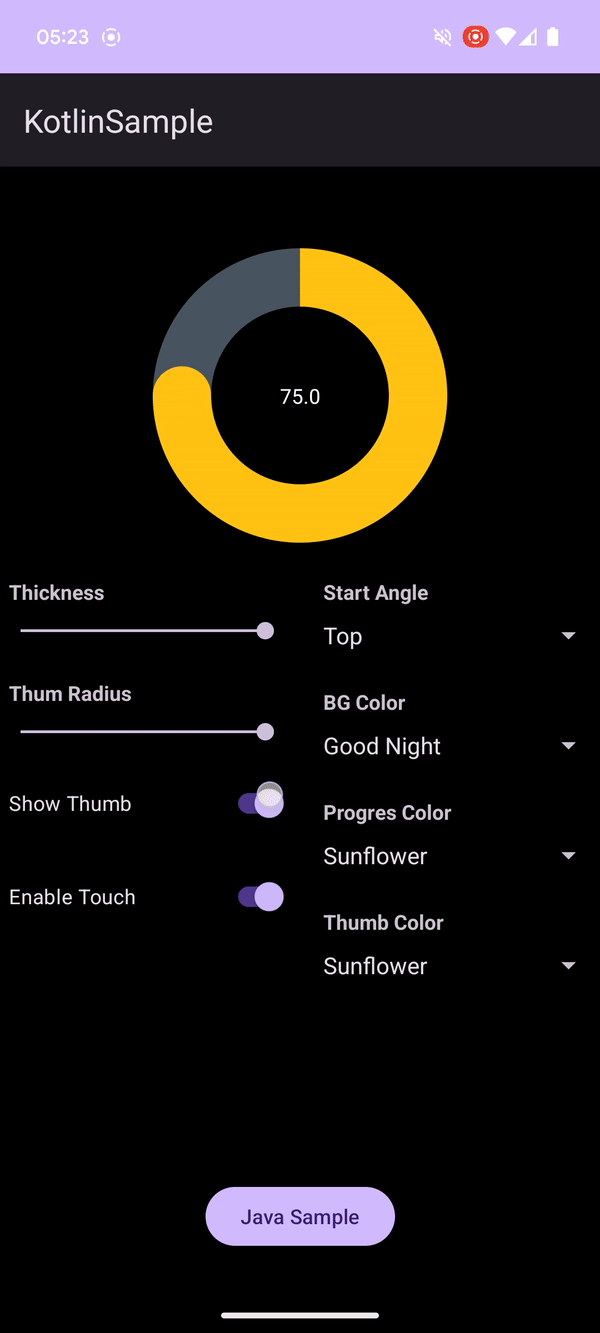 05:23
KotlinSample
75.0
Thickness
Thum Radius
Show Thumb
Enable Touch
Start Angle
Top
BG Color
Good Night
Progres Color
Sunflower
Thumb Color
Sunflower
Java Sample